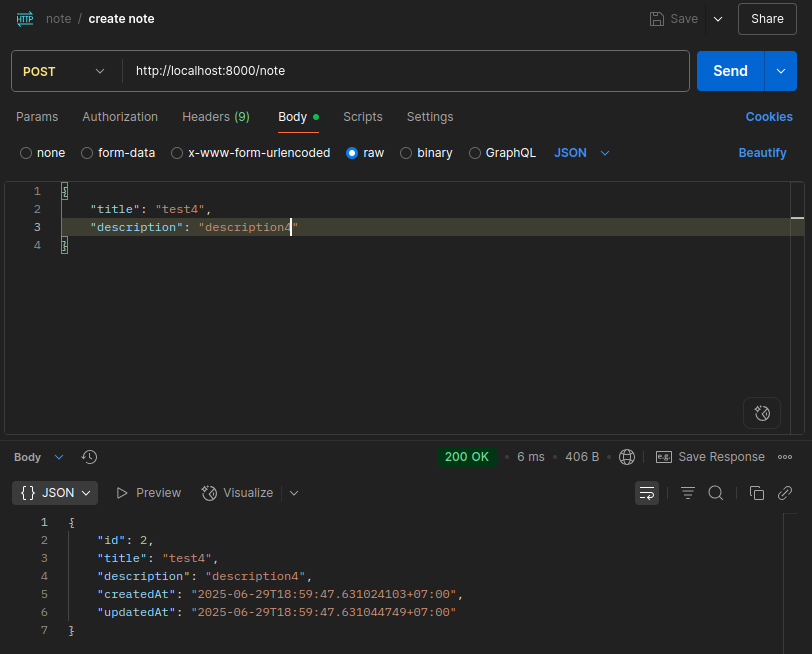 HTTP note / create note Save Share
POST http://localhost:8000/note Send
Params Authorization Headers (9) Body Scripts Settings Cookies
none form-data x-www-form-urlencoded raw binary GraphQL JSON Beautify
1 {
2 "title": "test4",
3 "description": "description4"
4 }
Body 200 OK • 6 ms • 406 B • e.g. Save Response
{} JSON Preview Visualize
1 {
2 "id": 2,
3 "title": "test4",
4 "description": "description4",
5 "createdAt": "2025-06-29T18:59:47.631024103+07:00",
6 "updatedAt": "2025-06-29T18:59:47.631044749+07:00"
7 }